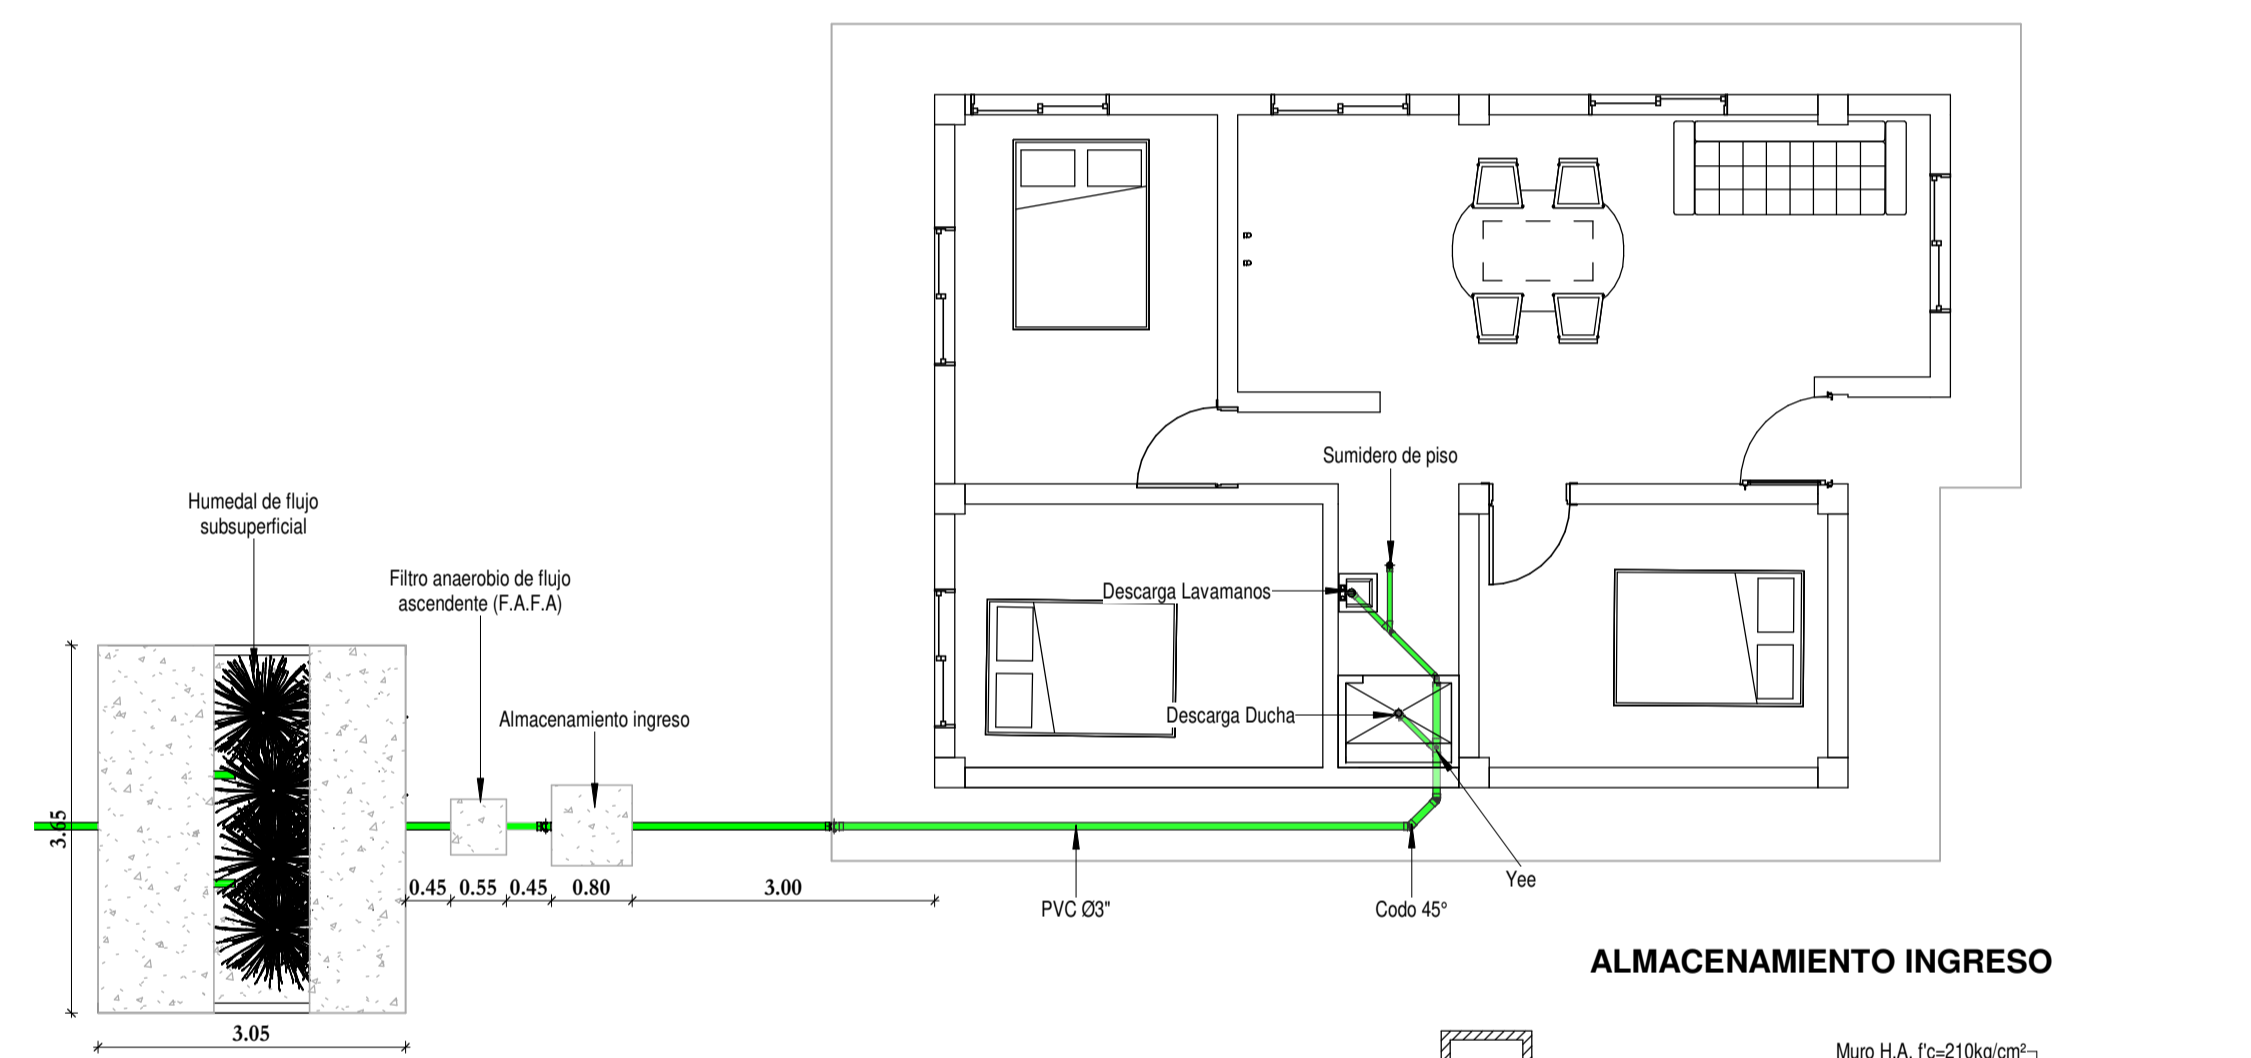 Sumidero de piso
Humedal de flujo
subsuperficial
Filtro anaerobio de flujo
ascendente (F.A.F.A)
Descarga Lavamanos
Almacenamiento ingreso
Descarga Ducha
3.65
0.45 0.55 0.45 0.80 3.00
Yee
PVC Ø3"
Codo 45°
ALMACENAMIENTO INGRESO
3.05
Muro H.A. f'c=210kg/cm²